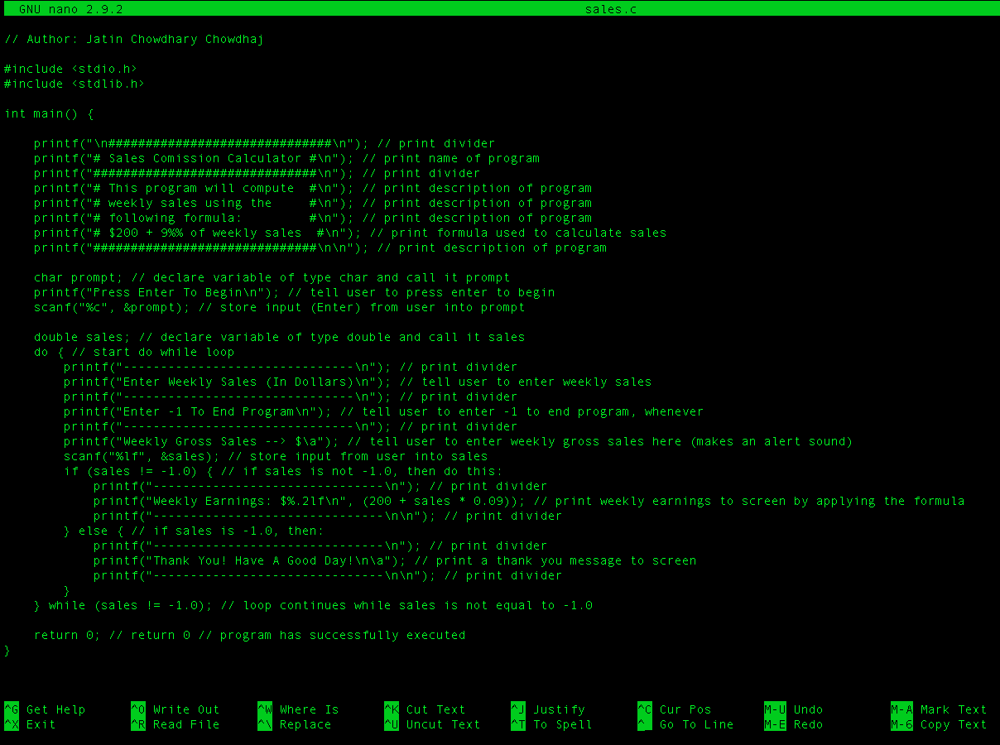 GNU nano 2.9.2 sales.c
// Author: Jatin Chowdhary Chowdhaj
#include <stdio.h>
#include <stdlib.h>
int main() {
    printf("\n##############################\n"); // print divider
    printf("# Sales Comission Calculator #\n"); // print name of program
    printf("##############################\n"); // print divider
    printf("# This program will compute  #\n"); // print description of program
    printf("# weekly sales using the     #\n"); // print description of program
    printf("# following formula:         #\n"); // print description of program
    printf("# $200 + 9%% of weekly sales  #\n"); // print formula used to calculate sales
    printf("##############################\n\n"); // print description of program
    char prompt; // declare variable of type char and call it prompt
    printf("Press Enter To Begin\n"); // tell user to press enter to begin
    scanf("%c", &prompt); // store input (Enter) from user into prompt
    double sales; // declare variable of type double and call it sales
    do { // start do while loop
        printf("-------------------------------\n"); // print divider
        printf("Enter Weekly Sales (In Dollars)\n"); // tell user to enter weekly sales
        printf("-------------------------------\n"); // print divider
        printf("Enter -1 To End Program\n"); // tell user to enter -1 to end program, whenever
        printf("-------------------------------\n"); // print divider
        printf("Weekly Gross Sales --> $\a"); // tell user to enter weekly gross sales here (makes an alert sound)
        scanf("%lf", &sales); // store input from user into sales
        if (sales != -1.0) { // if sales is not -1.0, then do this:
            printf("-------------------------------\n"); // print divider
            printf("Weekly Earnings: $%.2lf\n", (200 + sales * 0.09)); // print weekly earnings to screen by applying the formula
            printf("-------------------------------\n\n"); // print divider
        } else { // if sales is -1.0, then:
            printf("-------------------------------\n"); // print divider
            printf("Thank You! Have A Good Day!\n\a"); // print a thank you message to screen
            printf("-------------------------------\n\n"); // print divider
        }
    } while (sales != -1.0); // loop continues while sales is not equal to -1.0
    return 0; // return 0 // program has successfully executed
}
^G Get Help ^O Write Out ^W Where Is ^K Cut Text ^J Justify ^C Cur Pos M-U Undo M-A Mark Text
^X Exit ^R Read File ^\ Replace ^U Uncut Text ^T To Spell ^_ Go To Line M-E Redo M-6 Copy Text